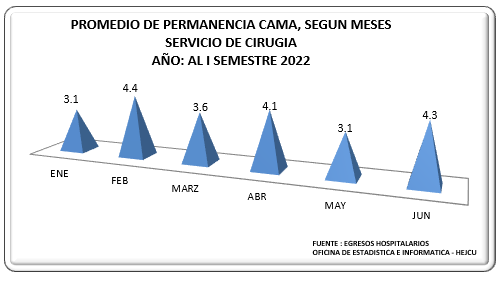 PROMEDIO DE PERMANENCIA CAMA, SEGUN MESES
SERVICIO DE CIRUGIA
AÑO: AL I SEMESTRE 2022
3.1
4.4
3.6
4.1
3.1
4.3
ENE
FEB
MARZ
ABR
MAY
JUN
FUENTE : EGRESOS HOSPITALARIOS
OFICINA DE ESTADISTICA E INFORMATICA - HEJCU